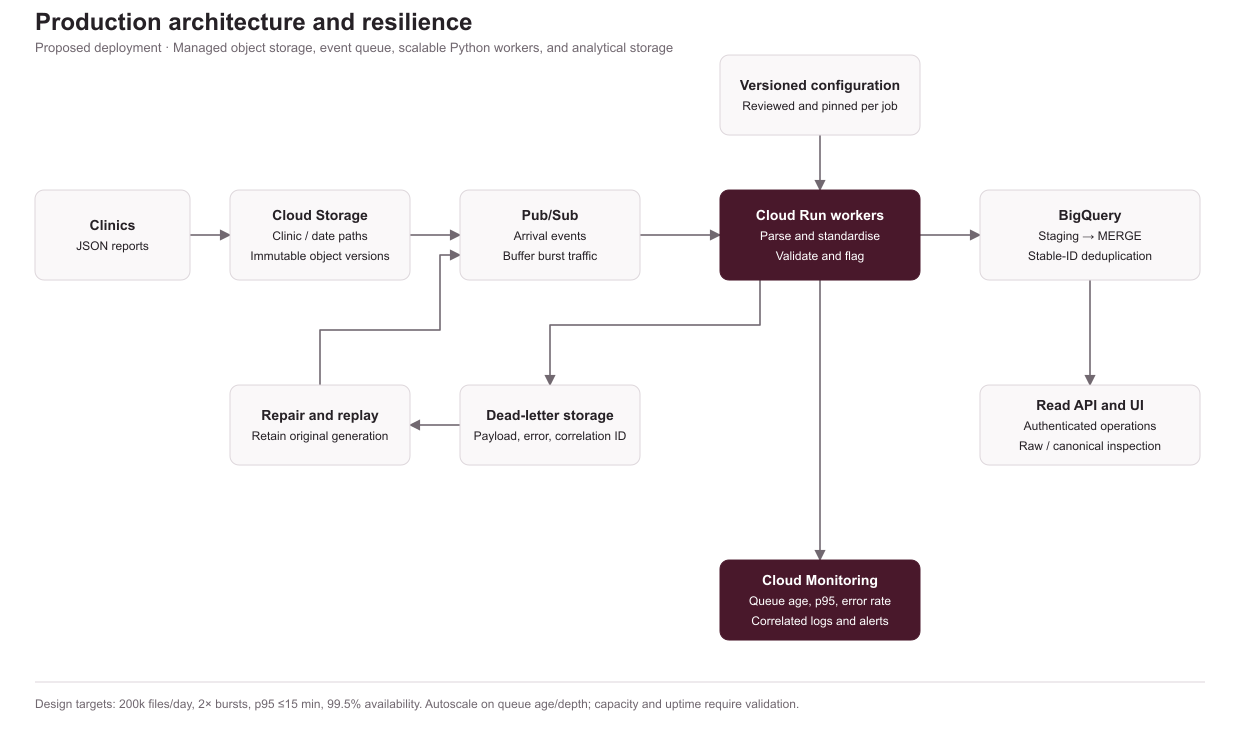 Production architecture and resilience
Proposed deployment · Managed object storage, event queue, scalable Python workers, and analytical storage
Versioned configuration
Reviewed and pinned per job
Clinics
JSON reports
Cloud Storage
Clinic / date paths
Immutable object versions
Pub/Sub
Arrival events
Buffer burst traffic
Cloud Run workers
Parse and standardise
Validate and flag
BigQuery
Staging → MERGE
Stable-ID deduplication
Repair and replay
Retain original generation
Dead-letter storage
Payload, error, correlation ID
Read API and UI
Authenticated operations
Raw / canonical inspection
Cloud Monitoring
Queue age, p95, error rate
Correlated logs and alerts
Design targets: 200k files/day, 2× bursts, p95 ≤15 min, 99.5% availability. Autoscale on queue age/depth; capacity and uptime require validation.